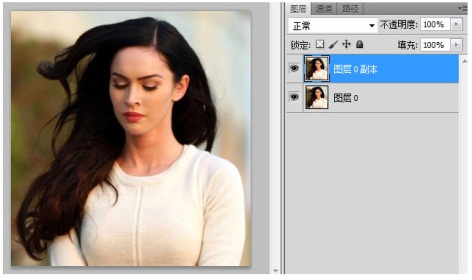 图层 通道 路径
正常 不透明度: 100%
锁定: 填充: 100%
图层 0 副本
图层 0